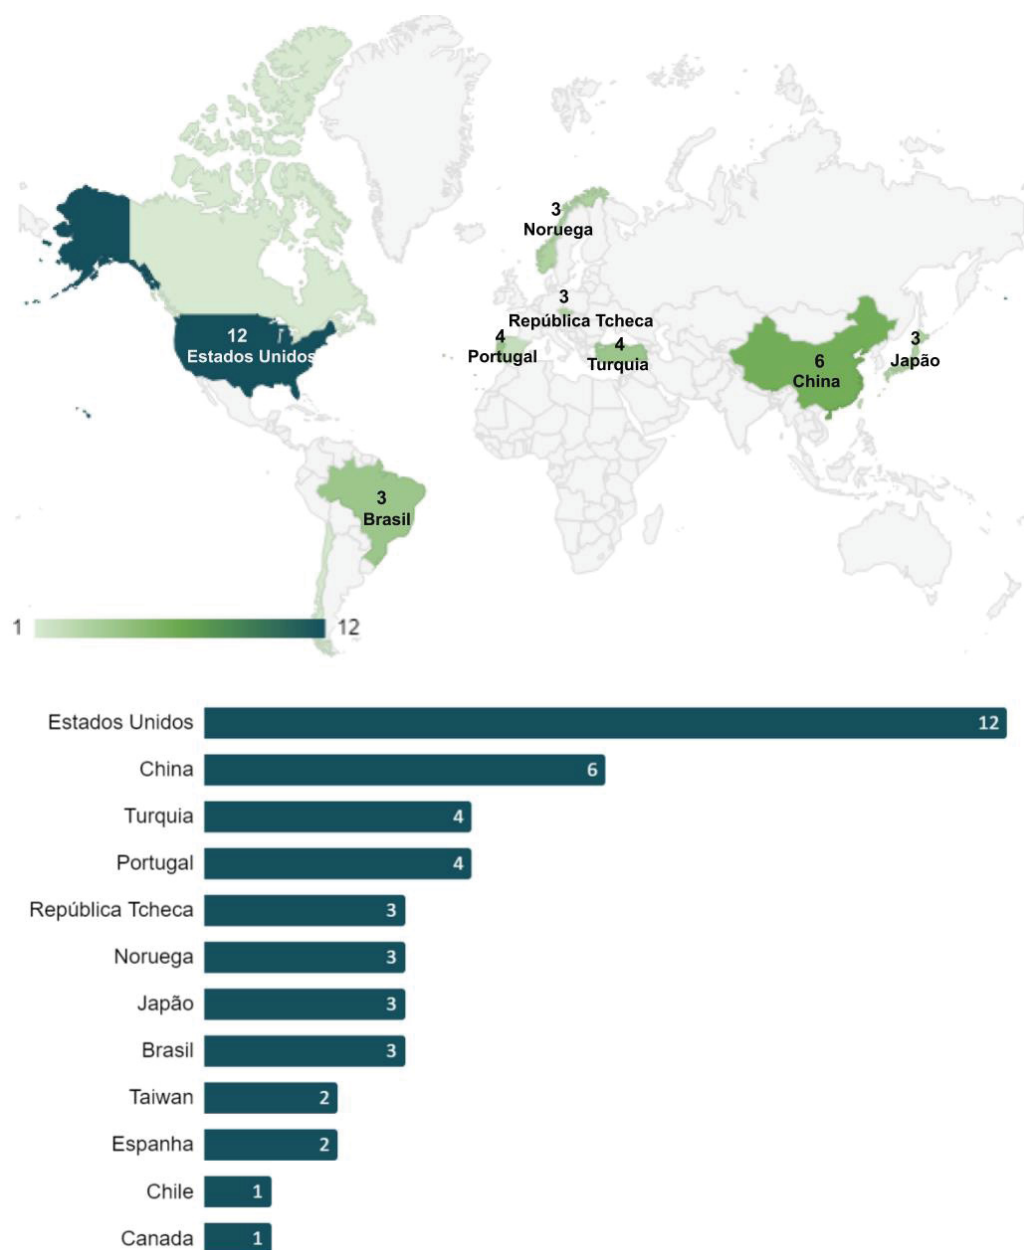 3
Noruega
3
República Tcheca
12
Estados Unidos
4
Portugal
4
Turquia
6
China
3
Japão
3
Brasil
1 12
Estados Unidos 12
China 6
Turquia 4
Portugal 4
República Tcheca 3
Noruega 3
Japão 3
Brasil 3
Taiwan 2
Espanha 2
Chile 1
Canada 1